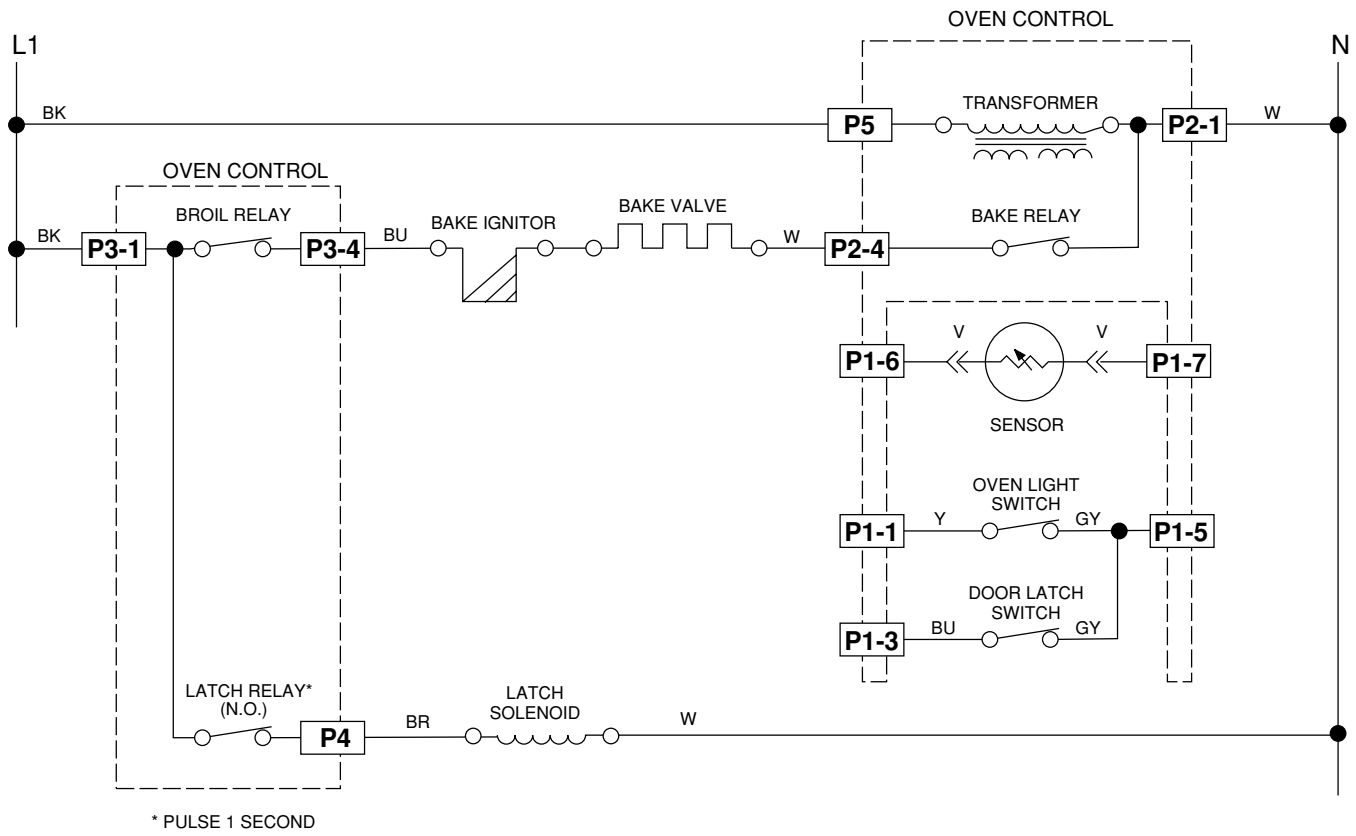 OVEN CONTROL
L1
N
BK
P5
TRANSFORMER
P2-1
W
OVEN CONTROL
BROIL RELAY
BAKE IGNITOR
BAKE VALVE
BAKE RELAY
BK
P3-1
P3-4
BU
W
P2-4
V
V
P1-6
P1-7
SENSOR
OVEN LIGHT
SWITCH
P1-1
Y
GY
P1-5
DOOR LATCH
SWITCH
P1-3
BU
GY
LATCH RELAY*
(N.O.)
P4
BR
LATCH
SOLENOID
W
* PULSE 1 SECOND